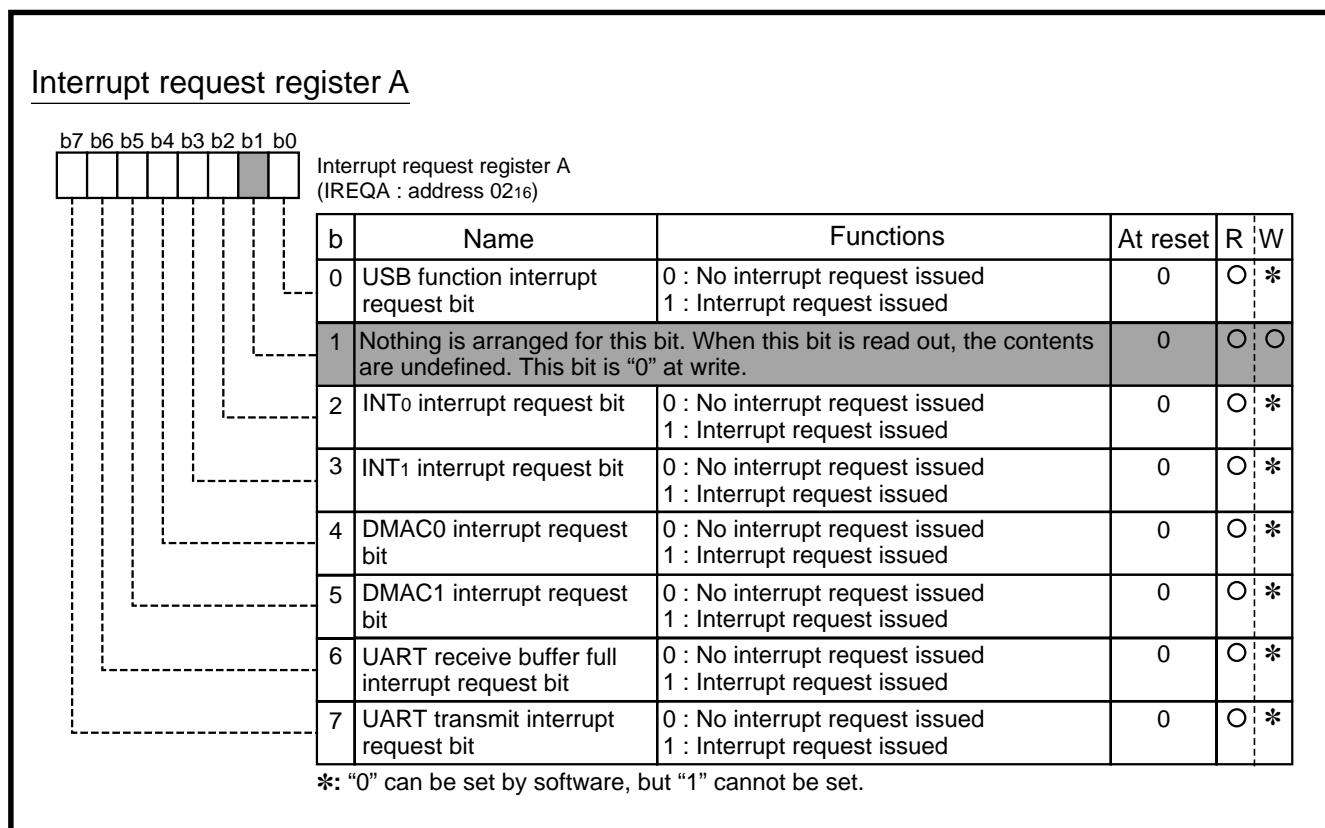 Interrupt request register A
b7 b6 b5 b4 b3 b2 b1 b0
Interrupt request register A
(IREQA : address 0216)
b Name Functions At reset R W
0 USB function interrupt request bit 0 : No interrupt request issued 1 : Interrupt request issued 0 O ✻
1 Nothing is arranged for this bit. When this bit is read out, the contents are undefined. This bit is “0” at write. 0 O O
2 INT0 interrupt request bit 0 : No interrupt request issued 1 : Interrupt request issued 0 O ✻
3 INT1 interrupt request bit 0 : No interrupt request issued 1 : Interrupt request issued 0 O ✻
4 DMAC0 interrupt request bit 0 : No interrupt request issued 1 : Interrupt request issued 0 O ✻
5 DMAC1 interrupt request bit 0 : No interrupt request issued 1 : Interrupt request issued 0 O ✻
6 UART receive buffer full interrupt request bit 0 : No interrupt request issued 1 : Interrupt request issued 0 O ✻
7 UART transmit interrupt request bit 0 : No interrupt request issued 1 : Interrupt request issued 0 O ✻
✻: “0” can be set by software, but “1” cannot be set.